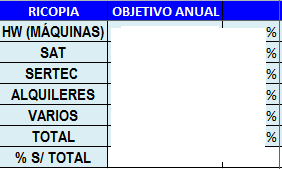 RICOPIA OBJETIVO ANUAL
HW (MÁQUINAS) %
SAT %
SERTEC %
ALQUILERES %
VARIOS %
TOTAL %
% S/ TOTAL